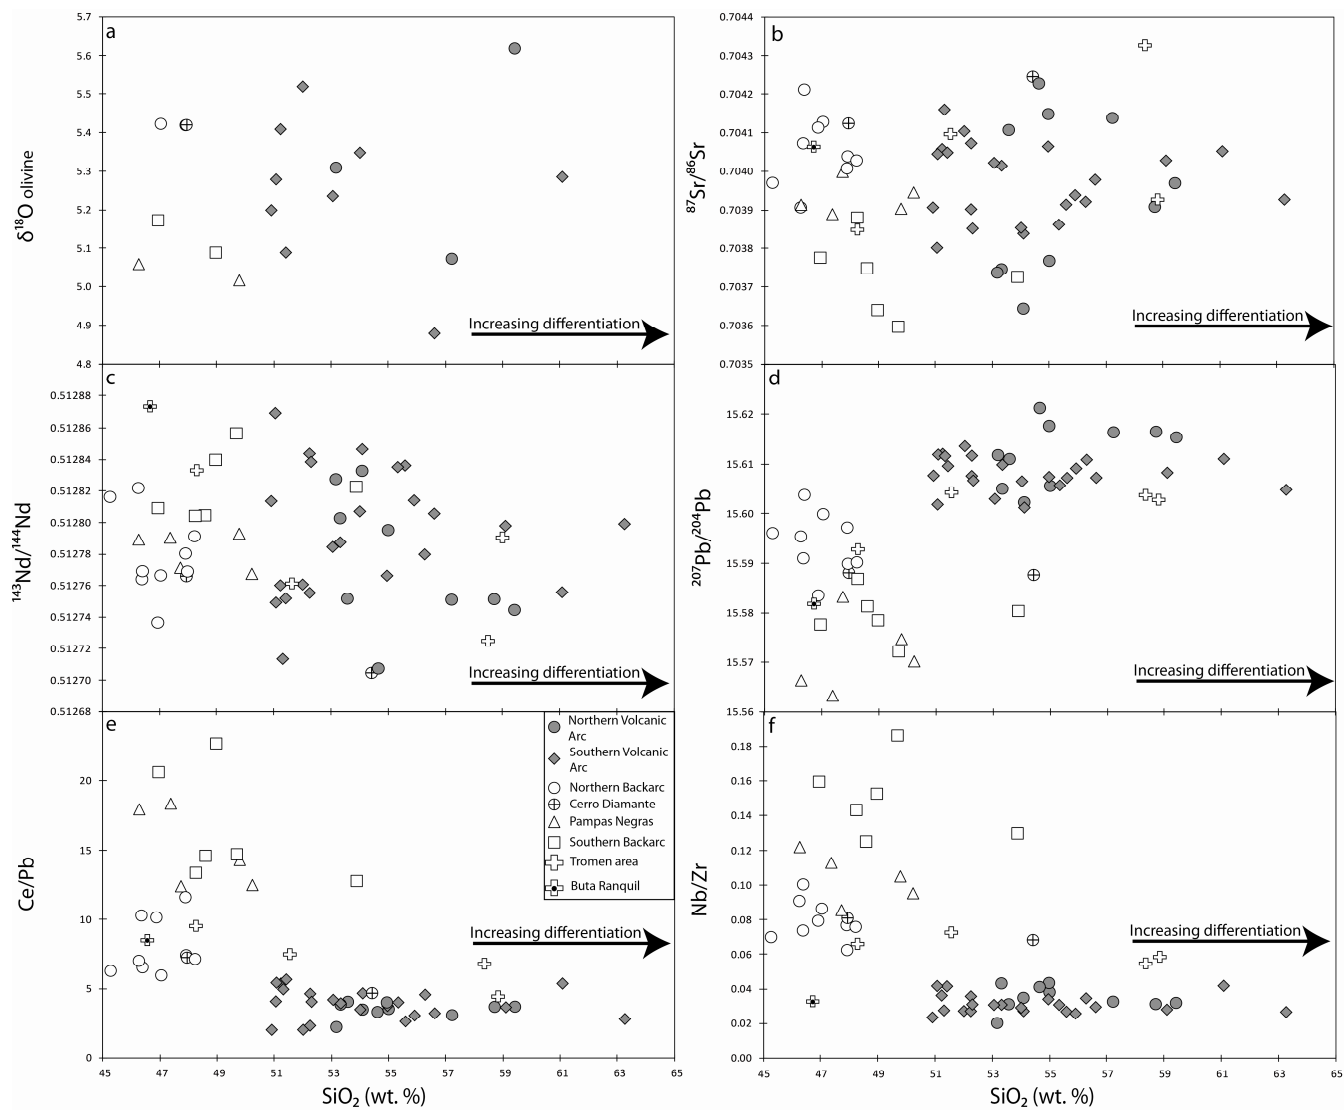 a
5.7
5.6
5.5
5.4
5.3
5.2
5.1
5.0
4.9
4.8
δ¹⁸O olivine
Increasing differentiation
b
0.7044
0.7043
0.7042
0.7041
0.7040
0.7039
0.7038
0.7037
0.7036
0.7035
⁸⁷Sr/⁸⁶Sr
Increasing differentiation
c
0.51288
0.51286
0.51284
0.51282
0.51280
0.51278
0.51276
0.51274
0.51272
0.51270
0.51268
¹⁴³Nd/¹⁴⁴Nd
Increasing differentiation
d
15.62
15.61
15.60
15.59
15.58
15.57
15.56
²⁰⁷Pb/²⁰⁴Pb
Increasing differentiation
e
20
15
10
5
0
Ce/Pb
Northern Volcanic
Arc
Southern Volcanic
Arc
Northern Backarc
Cerro Diamante
Pampas Negras
Southern Backarc
Tromen area
Buta Ranquil
Increasing differentiation
45 47 49 51 53 55 57 59 61 63 65
SiO₂ (wt. %)
f
0.18
0.16
0.14
0.12
0.10
0.08
0.06
0.04
0.02
0.00
Nb/Zr
Increasing differentiation
45 47 49 51 53 55 57 59 61 63 65
SiO₂ (wt. %)